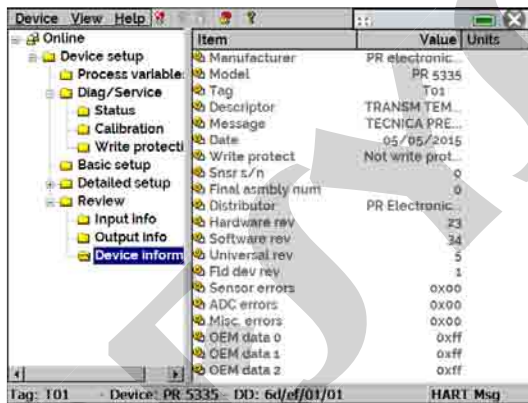 Device View Help
Online
Device setup
Process variable
Diag/Service
Status
Calibration
Write protecti
Basic setup
Detailed setup
Review
Input info
Output info
Device inform
Item Value Units
Manufacturer PR electronic...
Model PR 5335
Tag T01
Descriptor TRANSM TEM...
Message TECNICA PRE...
Date 05/05/2015
Write protect Not write prot...
Snsr s/n 0
Final asmbly num 0
Distributor PR Electronic...
Hardware rev 23
Software rev 34
Universal rev 5
Fld dev rev 1
Sensor errors 0x00
ADC errors 0x00
Misc. errors 0x00
OEM data 0 0xff
OEM data 1 0xff
OEM data 2 0xff
Tag: T01 Device: PR 5335 DD: 6d/ef/01/01 HART Msg